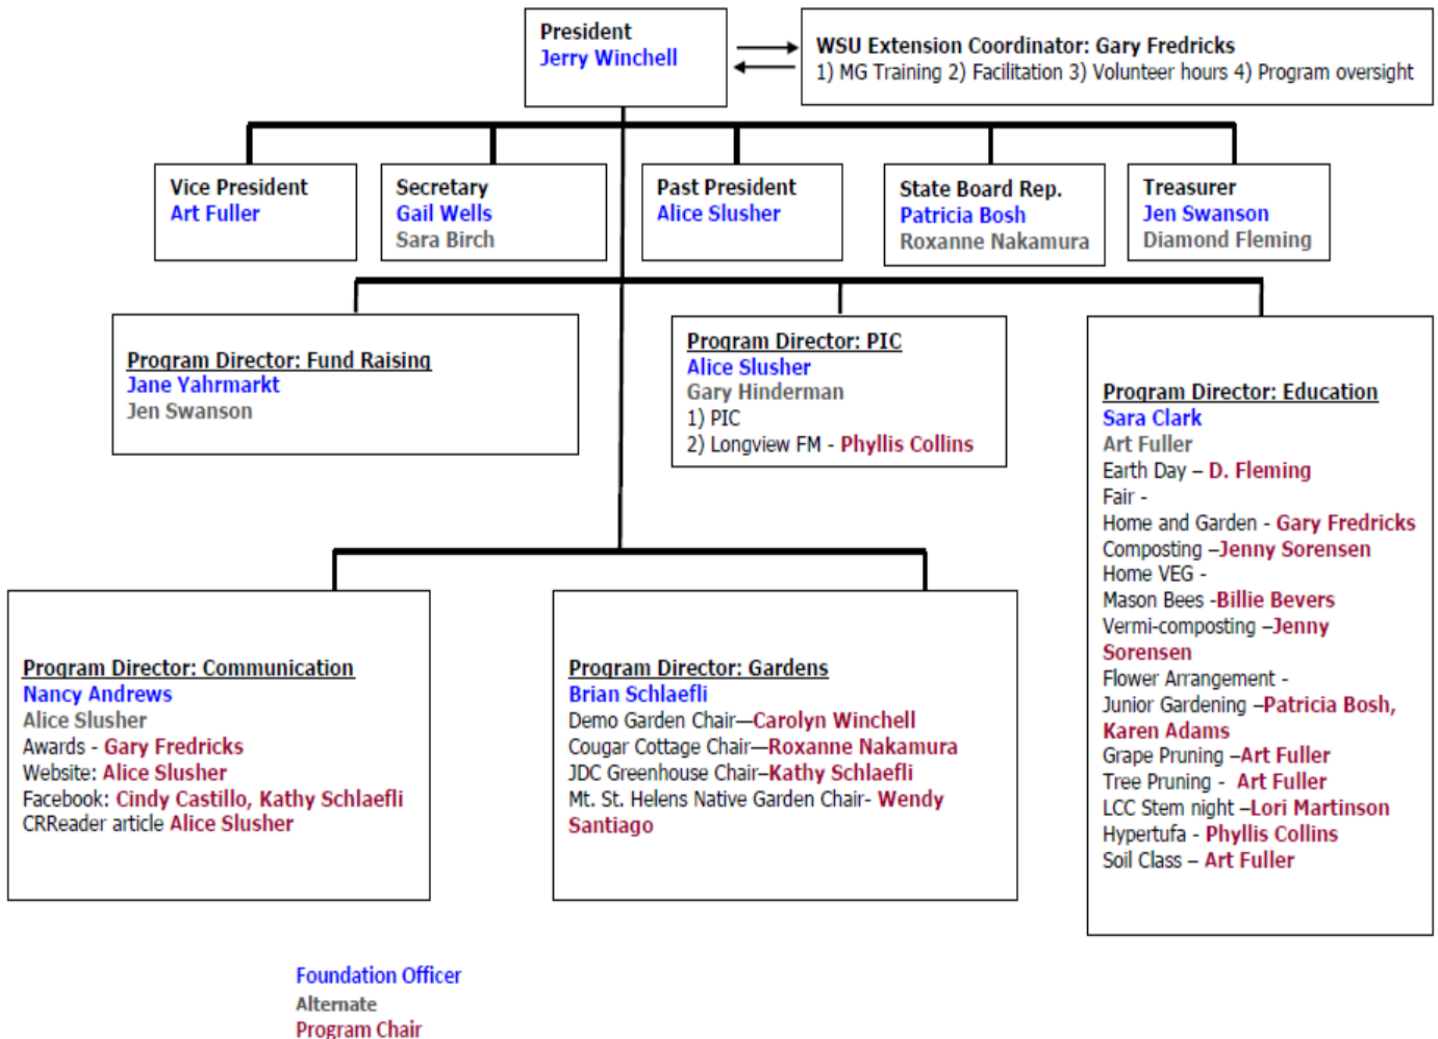 President
Jerry Winchell
WSU Extension Coordinator: Gary Fredricks
1) MG Training 2) Facilitation 3) Volunteer hours 4) Program oversight
Vice President
Art Fuller
Secretary
Gail Wells
Sara Birch
Past President
Alice Slusher
State Board Rep.
Patricia Bosh
Roxanne Nakamura
Treasurer
Jen Swanson
Diamond Fleming
Program Director: Fund Raising
Jane Yahrmarkt
Jen Swanson
Program Director: PIC
Alice Slusher
Gary Hinderman
1) PIC
2) Longview FM - Phyllis Collins
Program Director: Education
Sara Clark
Art Fuller
Earth Day – D. Fleming
Fair -
Home and Garden - Gary Fredricks
Composting –Jenny Sorensen
Home VEG -
Mason Bees -Billie Bevers
Vermi-composting –Jenny
Sorensen
Flower Arrangement -
Junior Gardening –Patricia Bosh,
Karen Adams
Grape Pruning –Art Fuller
Tree Pruning - Art Fuller
LCC Stem night –Lori Martinson
Hypertufa - Phyllis Collins
Soil Class – Art Fuller
Program Director: Communication
Nancy Andrews
Alice Slusher
Awards - Gary Fredricks
Website: Alice Slusher
Facebook: Cindy Castillo, Kathy Schlaefli
CRReader article Alice Slusher
Program Director: Gardens
Brian Schlaefli
Demo Garden Chair—Carolyn Winchell
Cougar Cottage Chair—Roxanne Nakamura
JDC Greenhouse Chair–Kathy Schlaefli
Mt. St. Helens Native Garden Chair- Wendy
Santiago
Foundation Officer
Alternate
Program Chair